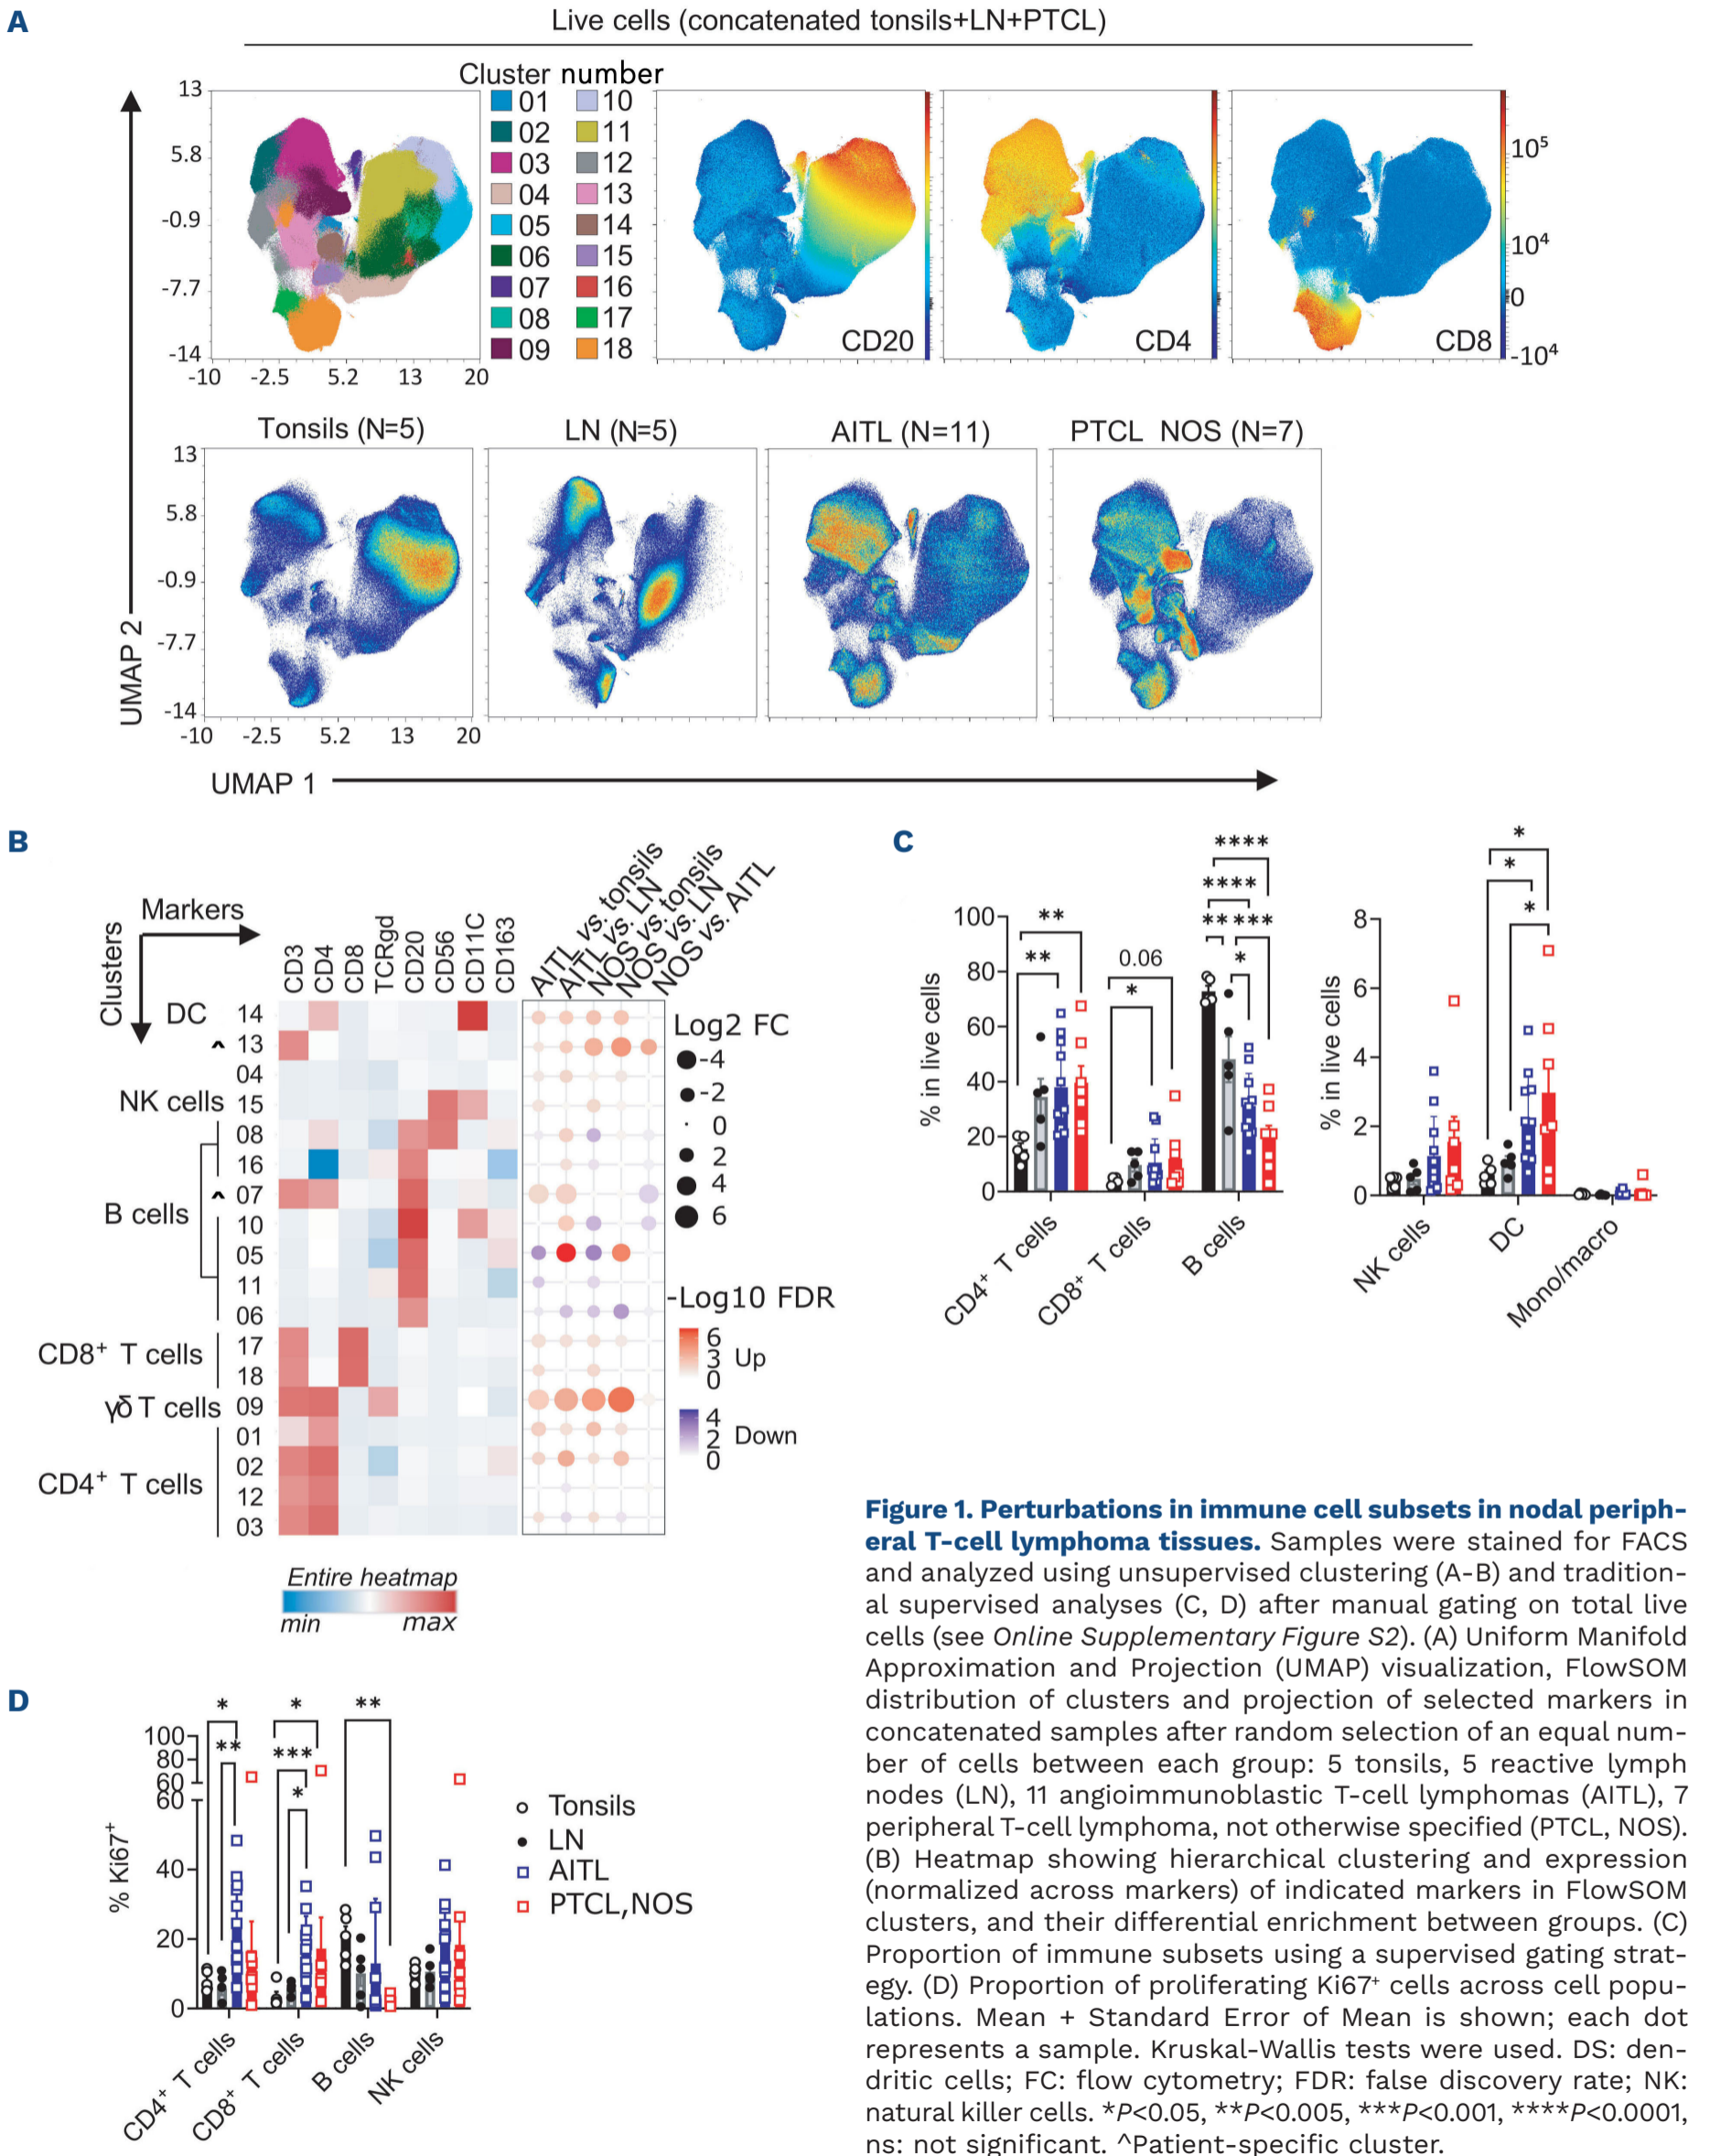 A
Live cells (concatenated tonsils+LN+PTCL)
Cluster number
01 10
02 11
03 12
04 13
05 14
06 15
07 16
08 17
09 18
13
5.8
-0.9
-7.7
-14
-10 -2.5 5.2 13 20
CD20
CD4
CD8
10⁵
10⁴
0
-10⁴
Tonsils (N=5)
LN (N=5)
AITL (N=11)
PTCL NOS (N=7)
13
5.8
-0.9
-7.7
-14
-10 -2.5 5.2 13 20
UMAP 2
UMAP 1
B
Markers
Clusters
CD3
CD4
CD8
TCRgd
CD20
CD56
CD11C
CD163
AITL vs. tonsils
AITL vs. LN
NOS vs. tonsils
NOS vs. LN
NOS vs. AITL
DC 14
^ 13
04
NK cells 15
08
16
^ 07
B cells 10
05
11
06
CD8⁺ T cells 17
18
γδ T cells 09
01
02
CD4⁺ T cells 12
03
Log2 FC
-4
-2
0
2
4
6
-Log10 FDR
6
3
0
Up
4
2
0
Down
Entire heatmap
min max
C
% in live cells
100
80
60
40
20
0
**
**
0.06
*
****
****
** ***
*
CD4⁺ T cells
CD8⁺ T cells
B cells
% in live cells
8
6
4
2
0
*
*
*
NK cells
DC
Mono/macro
D
% Ki67⁺
100
80
60
60
40
20
0
*
**
*
***
*
**
CD4⁺ T cells
CD8⁺ T cells
B cells
NK cells
Tonsils
LN
AITL
PTCL,NOS
Figure 1. Perturbations in immune cell subsets in nodal periph-
eral T-cell lymphoma tissues. Samples were stained for FACS
and analyzed using unsupervised clustering (A-B) and tradition-
al supervised analyses (C, D) after manual gating on total live
cells (see Online Supplementary Figure S2). (A) Uniform Manifold
Approximation and Projection (UMAP) visualization, FlowSOM
distribution of clusters and projection of selected markers in
concatenated samples after random selection of an equal num-
ber of cells between each group: 5 tonsils, 5 reactive lymph
nodes (LN), 11 angioimmunoblastic T-cell lymphomas (AITL), 7
peripheral T-cell lymphoma, not otherwise specified (PTCL, NOS).
(B) Heatmap showing hierarchical clustering and expression
(normalized across markers) of indicated markers in FlowSOM
clusters, and their differential enrichment between groups. (C)
Proportion of immune subsets using a supervised gating strat-
egy. (D) Proportion of proliferating Ki67⁺ cells across cell popu-
lations. Mean + Standard Error of Mean is shown; each dot
represents a sample. Kruskal-Wallis tests were used. DS: den-
dritic cells; FC: flow cytometry; FDR: false discovery rate; NK:
natural killer cells. *P<0.05, **P<0.005, ***P<0.001, ****P<0.0001,
ns: not significant. ^Patient-specific cluster.